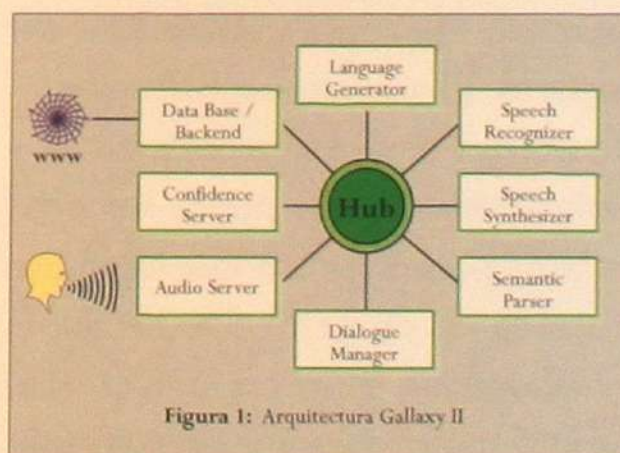 Language
Generator
Data Base /
Backend
Speech
Recognizer
www
Confidence
Server
Hub
Speech
Synthesizer
Audio Server
Semantic
Parser
Dialogue
Manager
Figura 1: Arquitectura Gallaxy II